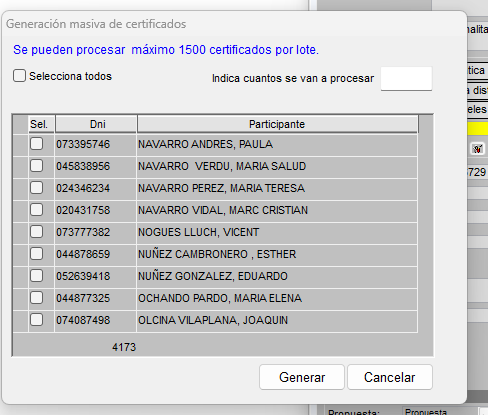 Generación masiva de certificados
Se pueden procesar máximo 1500 certificados por lote.
Selecciona todos
Indica cuantos se van a procesar
Sel. Dni Participante
073395746 NAVARRO ANDRES, PAULA
045838956 NAVARRO VERDU, MARIA SALUD
024346234 NAVARRO PEREZ, MARIA TERESA
020431758 NAVARRO VIDAL, MARC CRISTIAN
073777382 NOGUES LLUCH, VICENT
044878659 NUÑEZ CAMBRONERO , ESTHER
052639418 NUÑEZ GONZALEZ, EDUARDO
044877325 OCHANDO PARDO, MARIA ELENA
074087498 OLCINA VILAPLANA, JOAQUIN
4173
Generar Cancelar
nalita
tica
a dist
eles
5729
Propuesta Propuesta